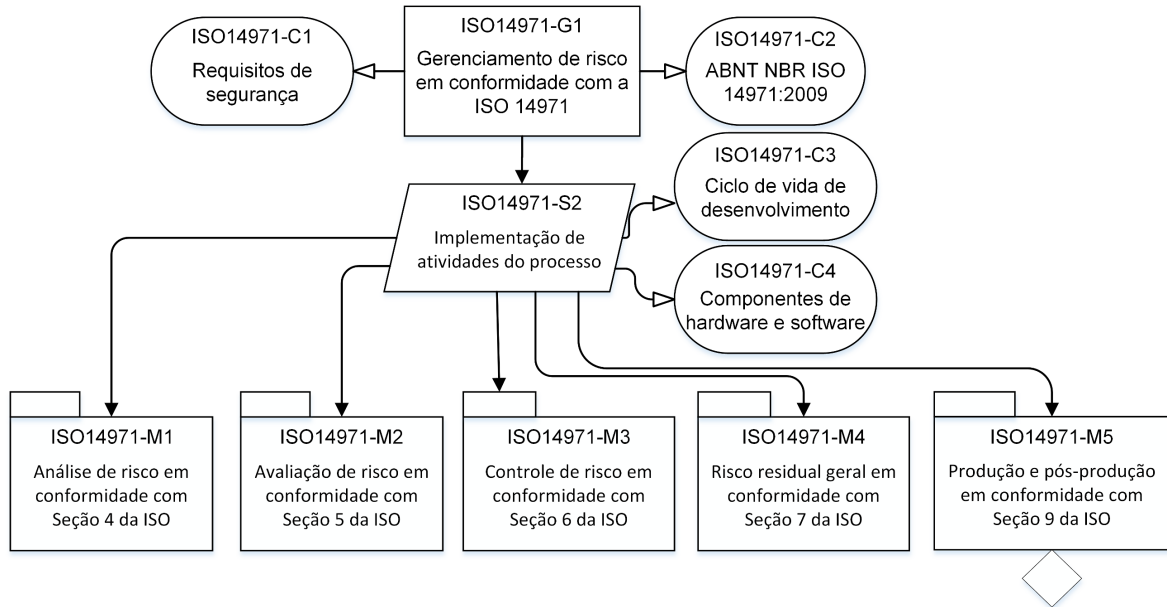 ISO14971-C1
Requisitos de
segurança
ISO14971-G1
Gerenciamento de risco
em conformidade com a
ISO 14971
ISO14971-C2
ABNT NBR ISO
14971:2009
ISO14971-C3
Ciclo de vida de
desenvolvimento
ISO14971-S2
Implementação de
atividades do processo
ISO14971-C4
Componentes de
hardware e software
ISO14971-M1
Análise de risco em
conformidade com
Seção 4 da ISO
ISO14971-M2
Avaliação de risco em
conformidade com
Seção 5 da ISO
ISO14971-M3
Controle de risco em
conformidade com
Seção 6 da ISO
ISO14971-M4
Risco residual geral em
conformidade com
Seção 7 da ISO
ISO14971-M5
Produção e pós-produção
em conformidade com
Seção 9 da ISO